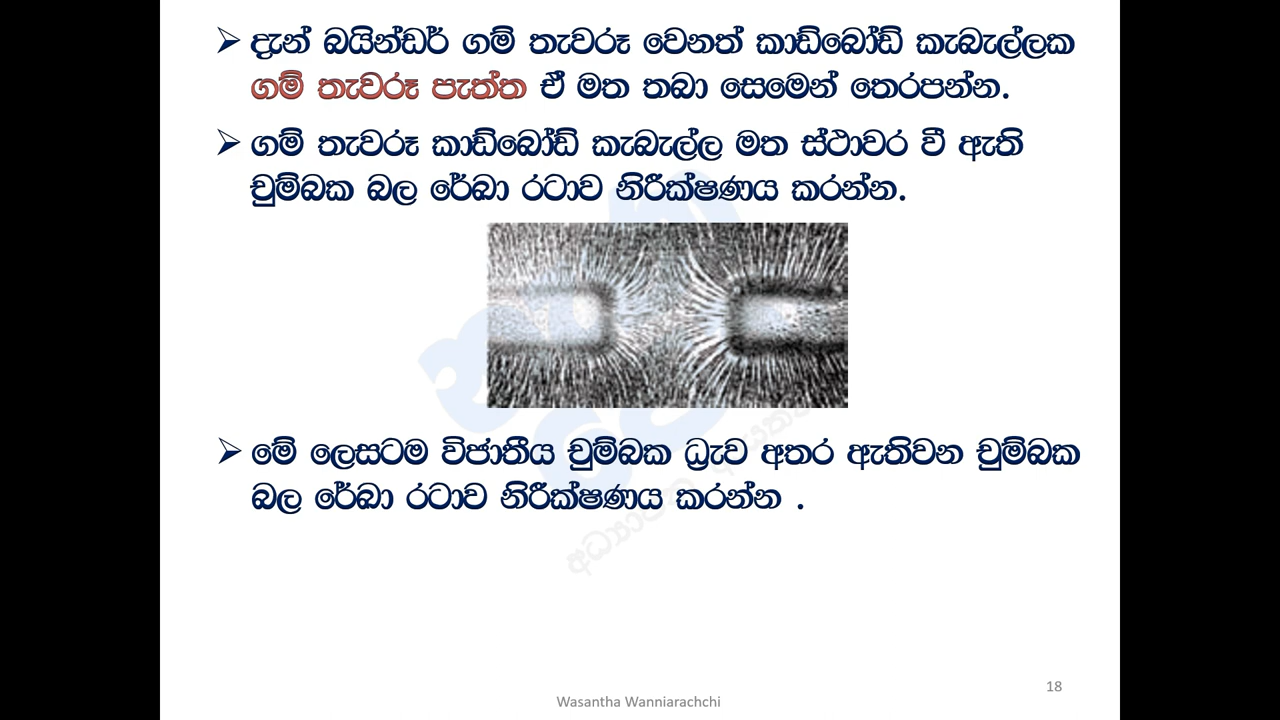 ➢ දැන් බයින්ඩර් ගම් තැවරූ වෙනත් කාඩ්බෝඩ් කැබැල්ලක
ගම් තැවරූ පැත්ත ඒ මත තබා සෙමෙන් තෙරපන්න.
➢ ගම් තැවරූ කාඩ්බෝඩ් කැබැල්ල මත ස්ථාවර වී ඇති
චුම්බක බල රේඛා රටාව නිරීක්ෂණය කරන්න.
➢ මේ ලෙසටම විජාතීය චුම්බක ධ්‍රැව අතර ඇතිවන චුම්බක
බල රේඛා රටාව නිරීක්ෂණය කරන්න .
18
Wasantha Wanniarachchi